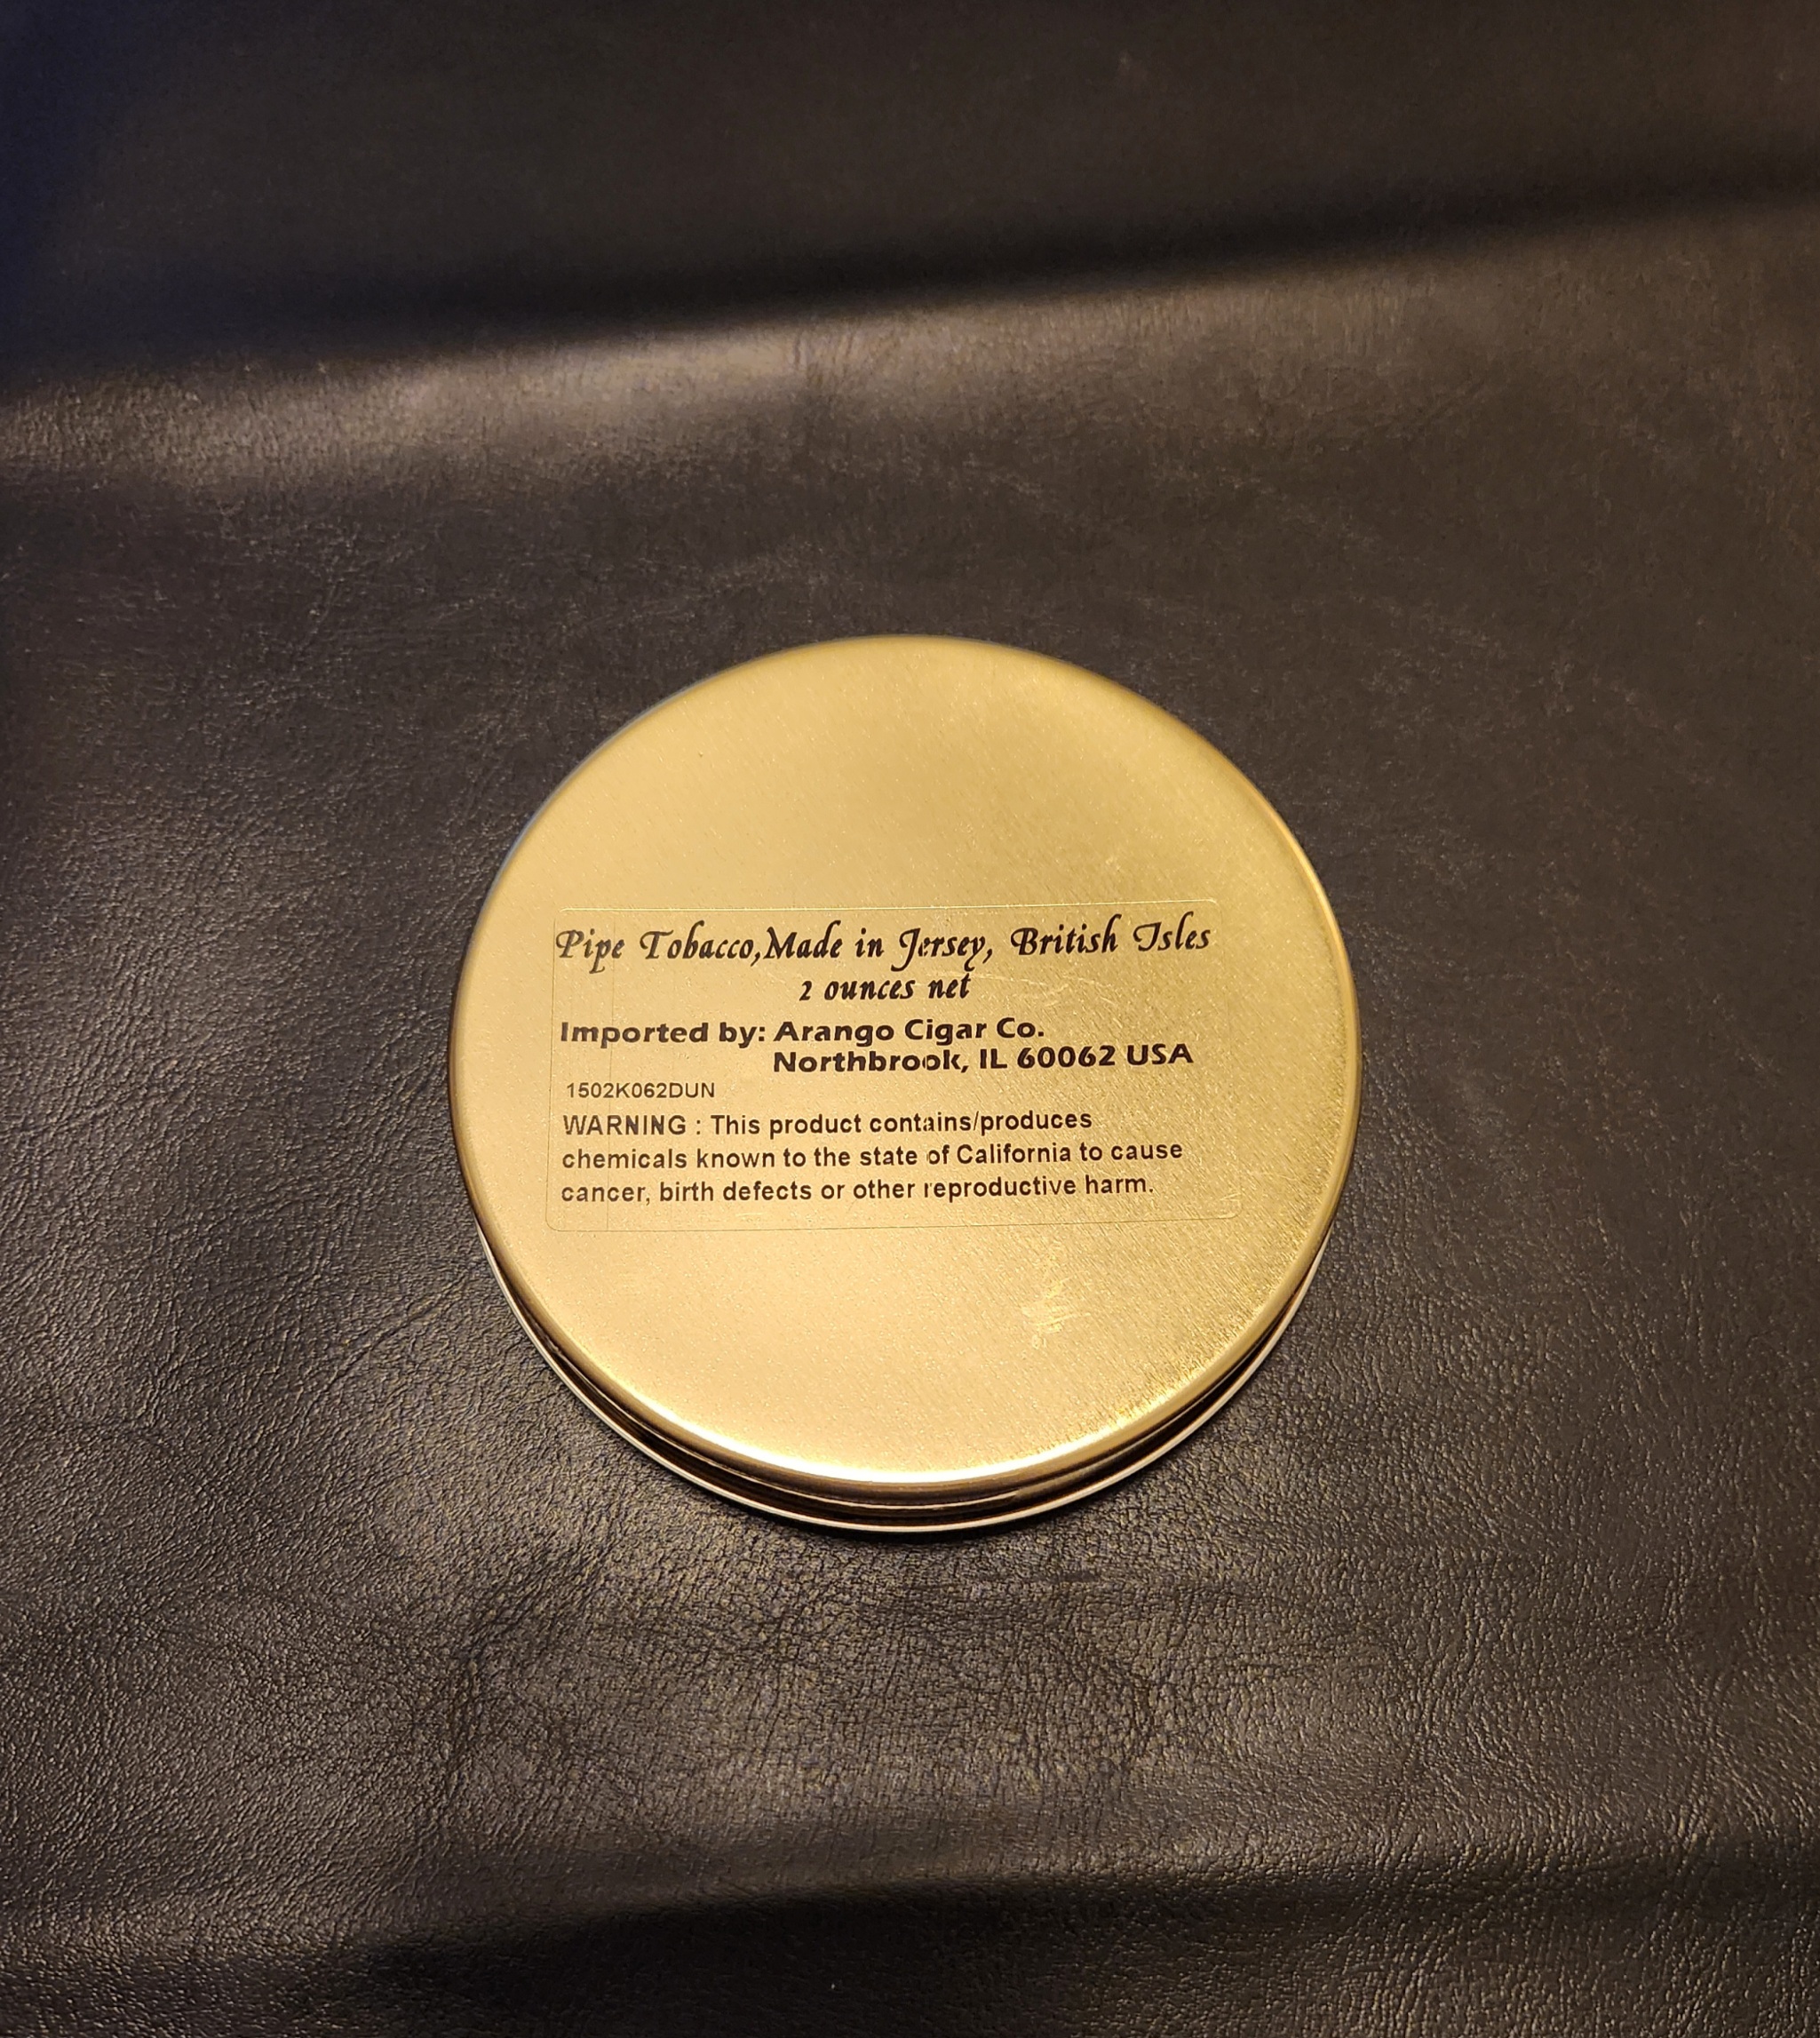 Pipe Tobacco,Made in Jersey, British Isles
2 ounces net
Imported by: Arango Cigar Co.
Northbrook, IL 60062 USA
1502K062DUN
WARNING : This product contains/produces
chemicals known to the state of California to cause
cancer, birth defects or other reproductive harm.